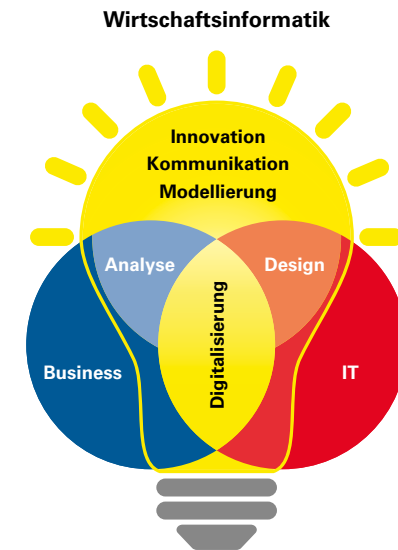 Wirtschaftsinformatik
Innovation
Kommunikation
Modellierung
Analyse
Design
Digitalisierung
Business
IT